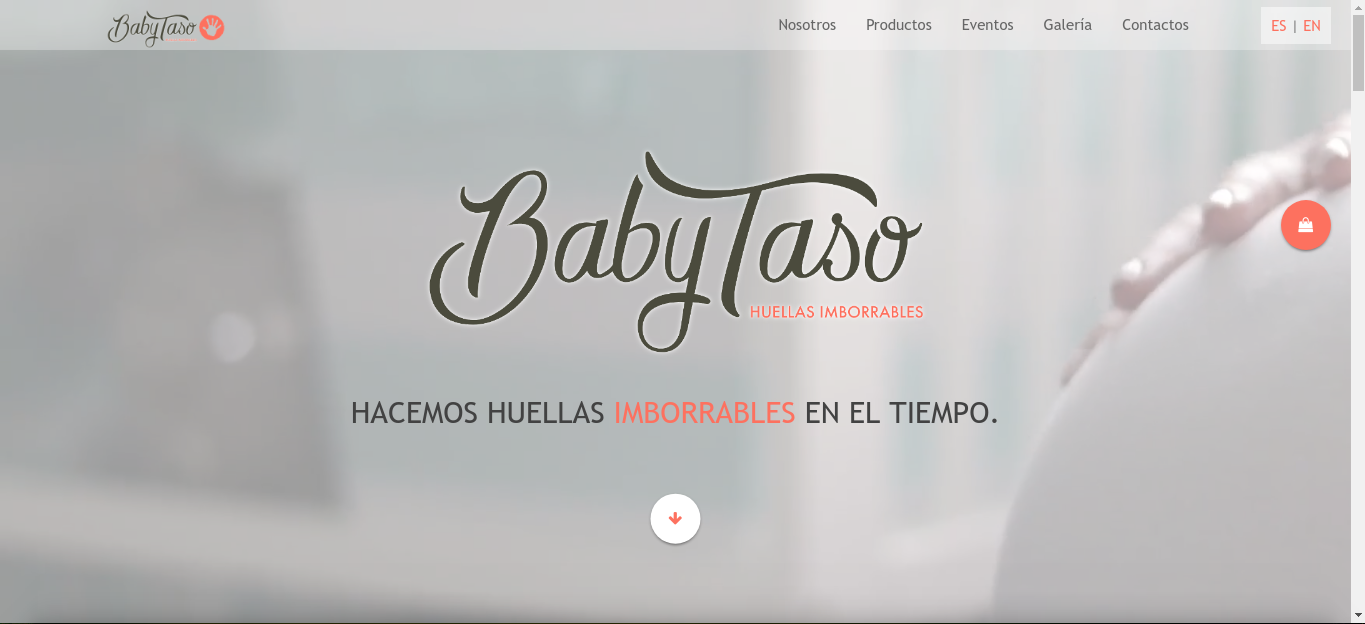 BabyTaso
Nosotros Productos Eventos Galería Contactos ES | EN
BabyTaso
HUELLAS IMBORRABLES
HACEMOS HUELLAS IMBORRABLES EN EL TIEMPO.